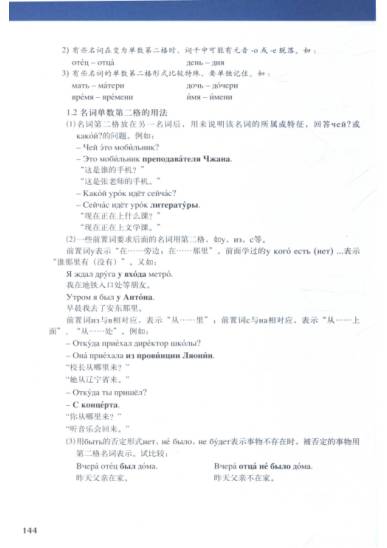 2) 有些名词在变为单数第二格时，词干中可能有元音 -о 或 -е 脱落。如：
оте́ц – отца́ день – дня
3) 有些名词的单数第二格形式比较特殊，要单独记住。如：
мать – ма́тери дочь – до́чери
вре́мя – вре́мени и́мя – и́мени
1.2 名词单数第二格的用法
(1)名词第二格放在另一名词后，用来说明该名词的所属或特征，回答чей?或
како́й?的问题。例如：
– Чей э́то моби́льник?
– Э́то моби́льник преподава́теля Чжана.
“这是谁的手机？”
“这是张老师的手机。”
– Како́й уро́к идёт сейча́с?
– Сейча́с идёт уро́к литерату́ры.
“现在正在上什么课？”
“现在正在上文学课。”
(2)一些前置词要求后面的名词用第二格，如у、из、с等。
前置词у表示“在……旁边；在……那里”，前面学过的у кого́ есть (нет) ...表示
“谁那里有（没有）”，又如：
Я ждал дру́га у вхо́да метро́.
我在地铁入口处等朋友。
У́тром я был у Анто́на.
早晨我去了安东那里。
前置词из与в相对应，表示“从……里”；前置词с与на相对应，表示“从……上
面”、“从……处”，例如：
– Отку́да прие́хал дире́ктор шко́лы?
– Она́ прие́хала из прови́нции Ляони́н.
“校长从哪里来？”
“她从辽宁省来。”
– Отку́да ты пришёл?
– С конце́рта.
“你从哪里来？”
“听音乐会回来。”
(3)用быть的否定形式нет, не́ было, не бу́дет表示事物不存在时，被否定的事物用
第二格名词表示。试比较：
Вчера́ оте́ц был до́ма. Вчера́ отца́ не́ было до́ма.
昨天父亲在家。 昨天父亲不在家。
144